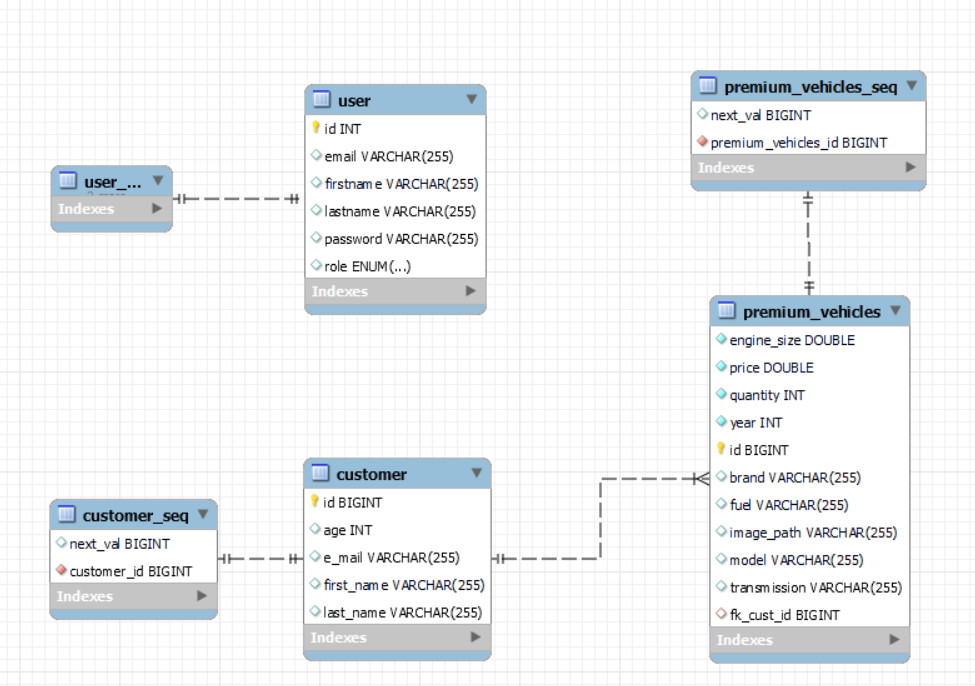 user_...
Indexes
user
id INT
email VARCHAR(255)
firstname VARCHAR(255)
lastname VARCHAR(255)
password VARCHAR(255)
role ENUM(...)
Indexes
premium_vehicles_seq
next_val BIGINT
premium_vehicles_id BIGINT
Indexes
premium_vehicles
engine_size DOUBLE
price DOUBLE
quantity INT
year INT
id BIGINT
brand VARCHAR(255)
fuel VARCHAR(255)
image_path VARCHAR(255)
model VARCHAR(255)
transmission VARCHAR(255)
fk_cust_id BIGINT
Indexes
customer_seq
next_val BIGINT
customer_id BIGINT
Indexes
customer
id BIGINT
age INT
e_mail VARCHAR(255)
first_name VARCHAR(255)
last_name VARCHAR(255)
Indexes